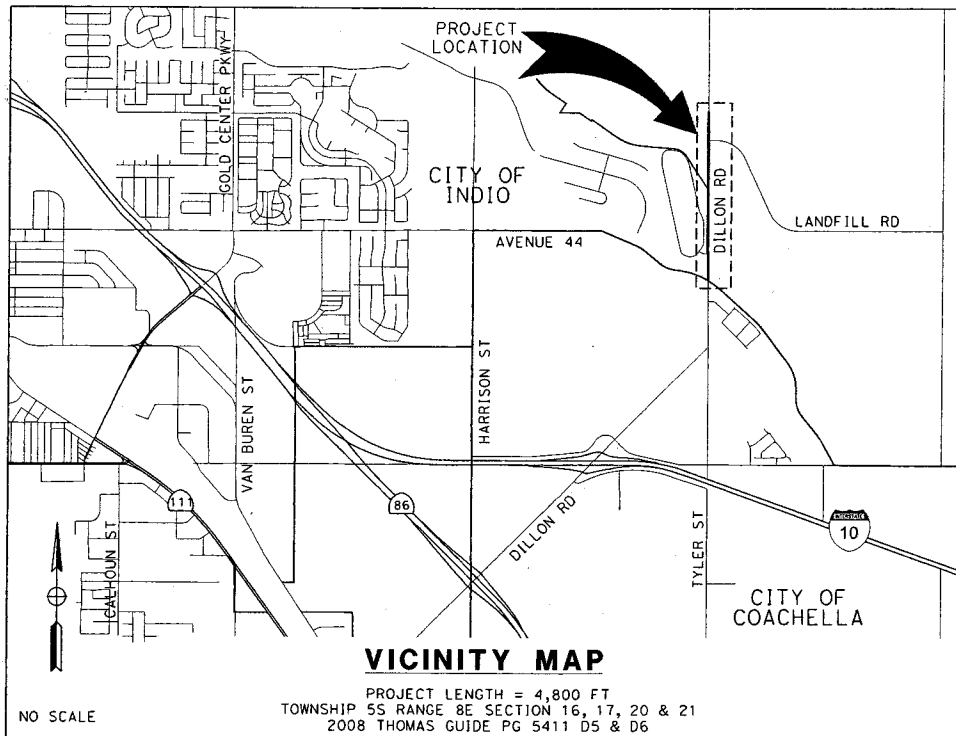 PROJECT
LOCATION
GOLD CENTER PKWY
CITY OF
INDIO
DILLON RD
LANDFILL RD
AVENUE 44
HARRISON ST
VAN BUREN ST
111
86
DILLON RD
INTERSTATE
10
CALHOUN ST
TYLER ST
CITY OF
COACHELLA
VICINITY MAP
PROJECT LENGTH = 4,800 FT
TOWNSHIP 5S RANGE 8E SECTION 16, 17, 20 & 21
2008 THOMAS GUIDE PG 5411 D5 & D6
NO SCALE